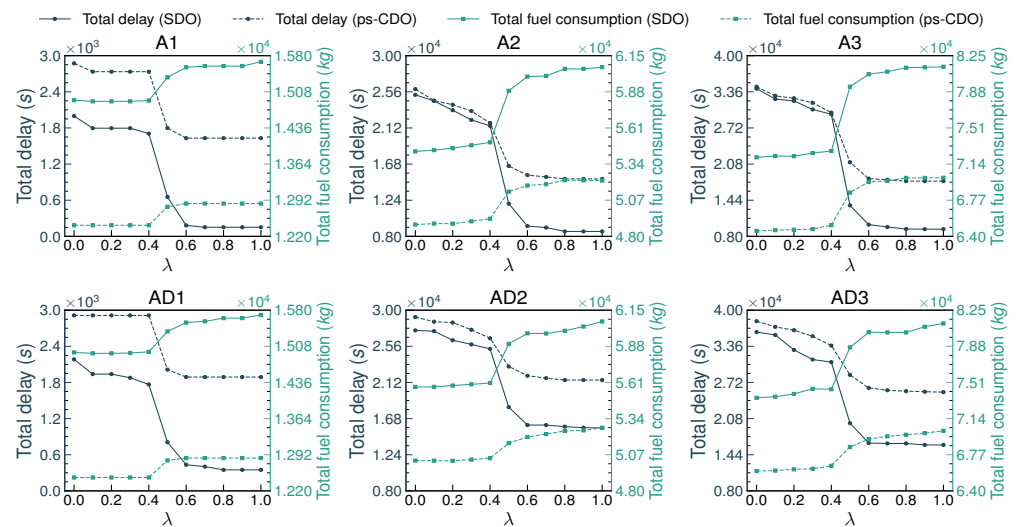 Total delay (SDO) Total delay (ps-CDO) Total fuel consumption (SDO) Total fuel consumption (ps-CDO)
×10³ A1 ×10⁴ ×10⁴ A2 ×10⁴ ×10⁴ A3 ×10⁴
3.0 1.580 3.00 6.15 4.00 8.25
2.4 1.508 2.56 5.88 3.36 7.88
1.8 1.436 2.12 5.61 2.72 7.51
1.2 1.364 1.68 5.34 2.08 7.14
0.6 1.292 1.24 5.07 1.44 6.77
0.0 1.220 0.80 4.80 0.80 6.40
Total delay (s) Total fuel consumption (kg) Total delay (s) Total fuel consumption (kg) Total delay (s) Total fuel consumption (kg)
0.0 0.2 0.4 0.6 0.8 1.0 0.0 0.2 0.4 0.6 0.8 1.0 0.0 0.2 0.4 0.6 0.8 1.0
λ λ λ
×10³ AD1 ×10⁴ ×10⁴ AD2 ×10⁴ ×10⁴ AD3 ×10⁴
3.0 1.580 3.00 6.15 4.00 8.25
2.4 1.508 2.56 5.88 3.36 7.88
1.8 1.436 2.12 5.61 2.72 7.51
1.2 1.364 1.68 5.34 2.08 7.14
0.6 1.292 1.24 5.07 1.44 6.77
0.0 1.220 0.80 4.80 0.80 6.40
Total delay (s) Total fuel consumption (kg) Total delay (s) Total fuel consumption (kg) Total delay (s) Total fuel consumption (kg)
0.0 0.2 0.4 0.6 0.8 1.0 0.0 0.2 0.4 0.6 0.8 1.0 0.0 0.2 0.4 0.6 0.8 1.0
λ λ λ